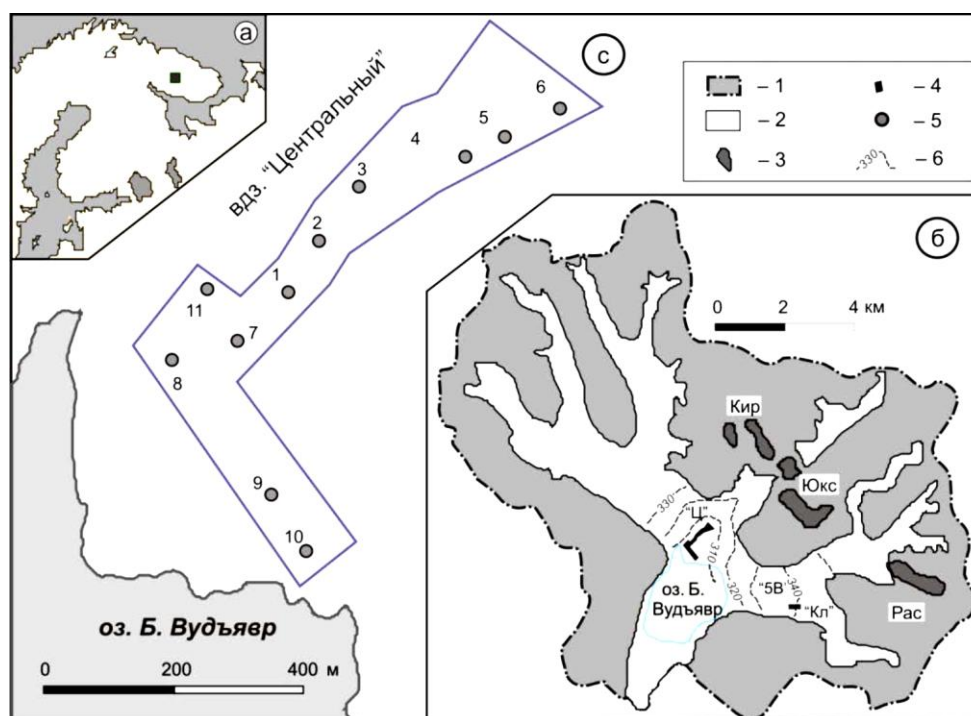 а
с
вдз. "Центральный"
6
5
4
3
2
1
11
7
8
9
10
оз. Б. Вудъявр
0 200 400 м
– 1
– 2
– 3
– 4
– 5
330 – 6
б
0 2 4 км
Кир
Юкс
330
"Ц"
310
320
"5В"
340
"Кл"
Рас
оз. Б.
Вудъявр